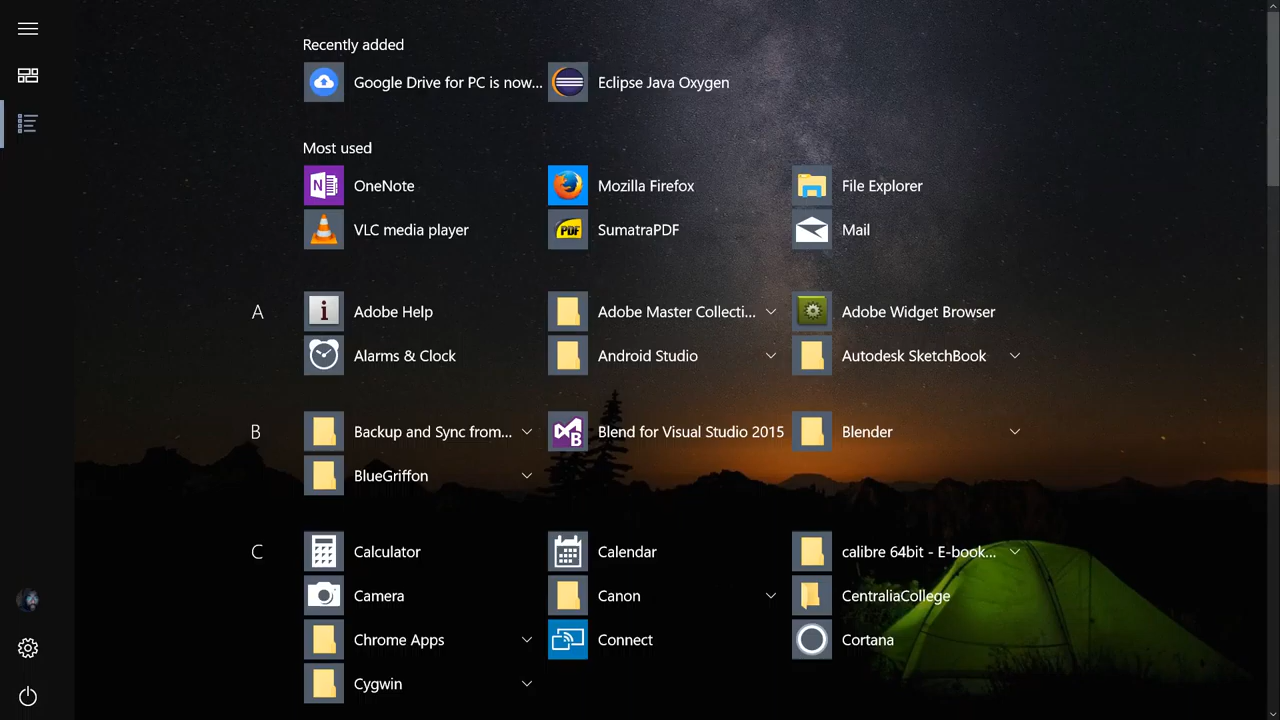 Recently added
Google Drive for PC is now... Eclipse Java Oxygen
Most used
OneNote Mozilla Firefox File Explorer
VLC media player SumatraPDF Mail
A Adobe Help Adobe Master Collecti... Adobe Widget Browser
Alarms & Clock Android Studio Autodesk SketchBook
B Backup and Sync from... Blend for Visual Studio 2015 Blender
BlueGriffon
C Calculator Calendar calibre 64bit - E-book...
Camera Canon CentraliaCollege
Chrome Apps Connect Cortana
Cygwin